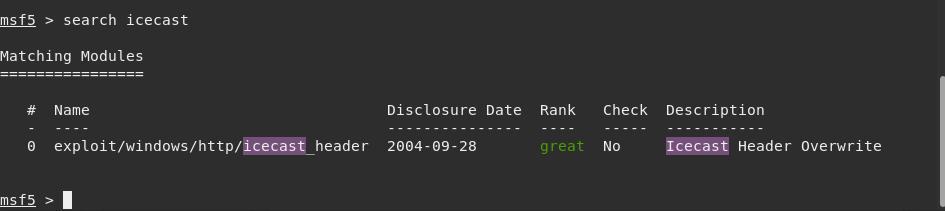 msf5 > search icecast
Matching Modules
================
#  Name                                 Disclosure Date  Rank   Check  Description
-  ----                                 ---------------  ----   -----  -----------
0  exploit/windows/http/icecast_header  2004-09-28       great  No     Icecast Header Overwrite
msf5 >